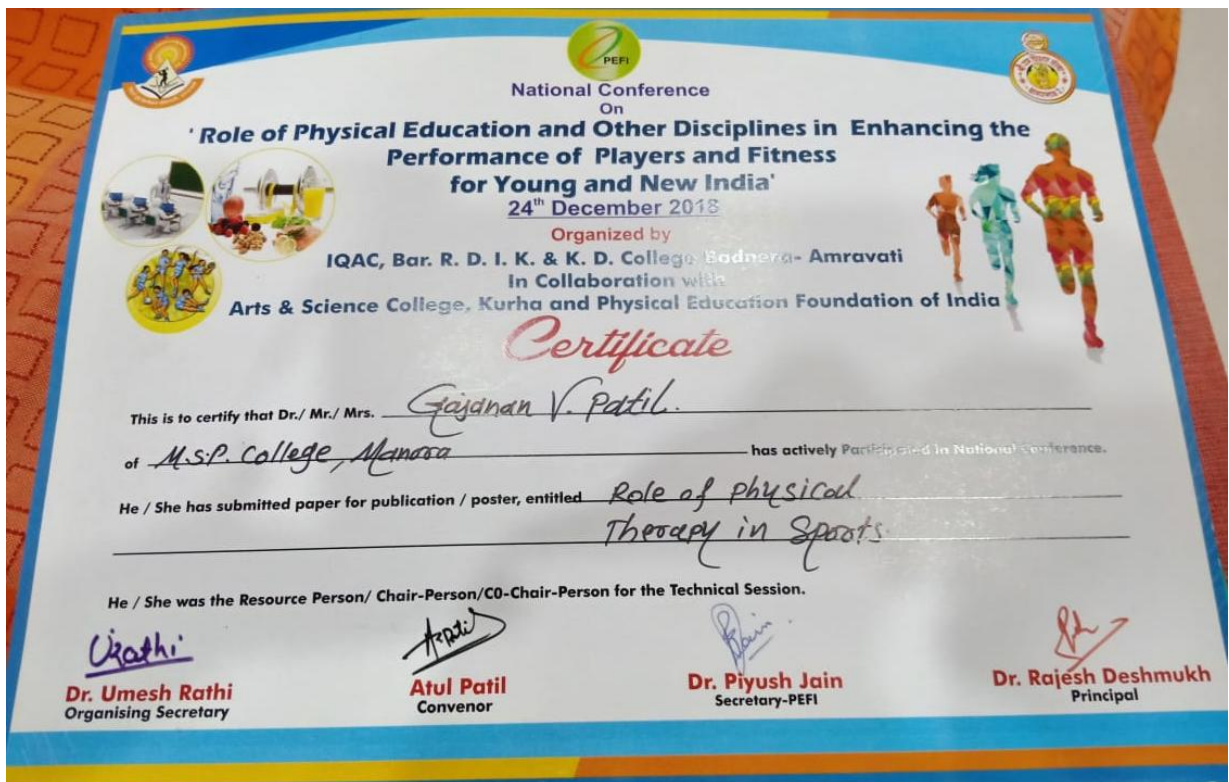 PEFI
National Conference
On
' Role of Physical Education and Other Disciplines in Enhancing the
Performance of Players and Fitness
for Young and New India'
24th December 2018
Organized by
IQAC, Bar. R. D. I. K. & K. D. College Badnera- Amravati
In Collaboration with
Arts & Science College, Kurha and Physical Education Foundation of India
Certificate
This is to certify that Dr./ Mr./ Mrs. Gajanan V. Patil.
of M.S.P. College, Manora has actively Participated in National Conference.
He / She has submitted paper for publication / poster, entitled Role of Physical
Therapy in Sports.
He / She was the Resource Person/ Chair-Person/C0-Chair-Person for the Technical Session.
Dr. Umesh Rathi
Organising Secretary
Atul Patil
Convenor
Dr. Piyush Jain
Secretary-PEFI
Dr. Rajesh Deshmukh
Principal